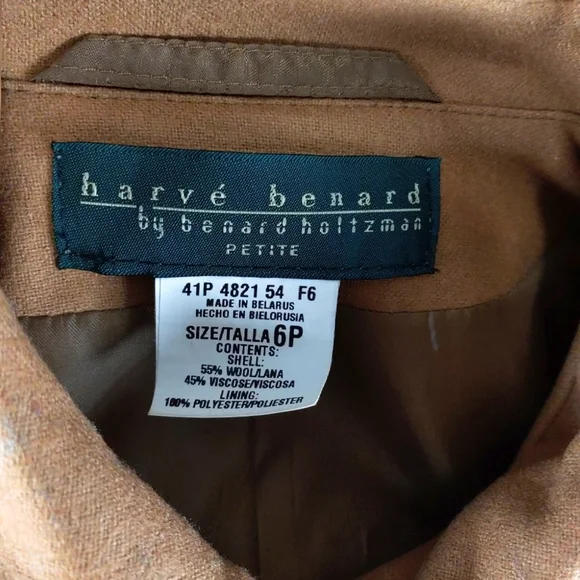 harvé benard
by benard holtzman
PETITE
41P 4821 54 F6
MADE IN BELARUS
HECHO EN BIELORUSIA
SIZE/TALLA 6P
CONTENTS:
SHELL:
55% WOOL/LANA
45% VISCOSE/VISCOSA
LINING:
100% POLYESTER/POLIESTER